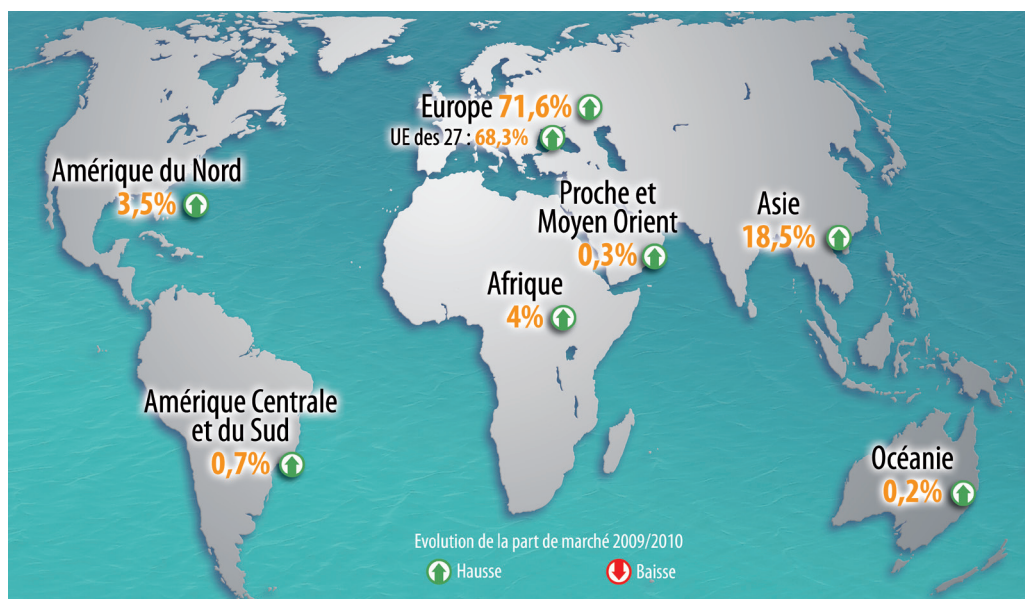 Europe 71,6%
UE des 27 : 68,3%
Amérique du Nord
3,5%
Proche et
Moyen Orient
0,3%
Asie
18,5%
Afrique
4%
Amérique Centrale
et du Sud
0,7%
Océanie
0,2%
Evolution de la part de marché 2009/2010
Hausse
Baisse